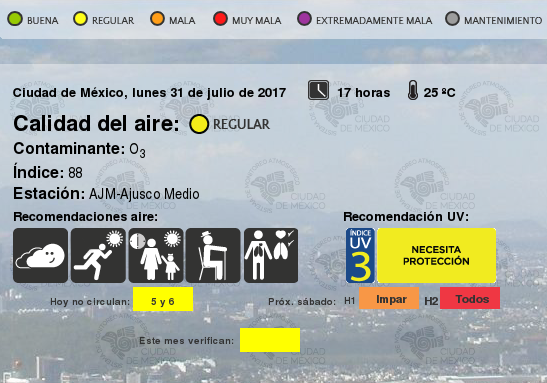 BUENA REGULAR MALA MUY MALA EXTREMADAMENTE MALA MANTENIMIENTO
Ciudad de México, lunes 31 de julio de 2017 17 horas 25 ºC
Calidad del aire: REGULAR
Contaminante: O3
Índice: 88
Estación: AJM-Ajusco Medio
Recomendaciones aire: Recomendación UV:
ÍNDICE
UV
3
NECESITA
PROTECCIÓN
Hoy no circulan: 5 y 6 Próx. sábado: H1 Impar H2 Todos
Este mes verifican:
CIUDAD
DE MÉXICO